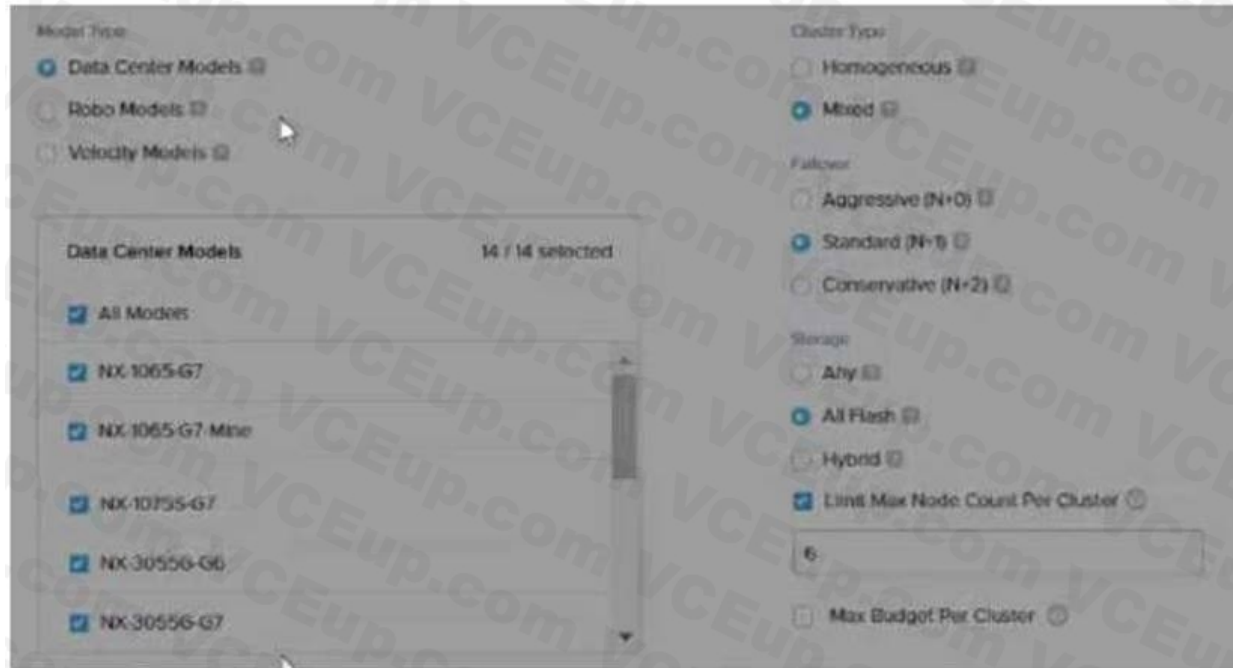 Model Type
Data Center Models
Robo Models
Velocity Models
Data Center Models
14 / 14 selected
All Models
NX-1065-G7
NX-1065-G7-Mine
NX-1075S-G7
NX-3055G-G6
NX-3055G-G7
Cluster Type
Homogeneous
Mixed
Failover
Aggressive (N+0)
Standard (N+1)
Conservative (N+2)
Storage
Any
All Flash
Hybrid
Limit Max Node Count Per Cluster
6
Max Budget Per Cluster
VCEup.com